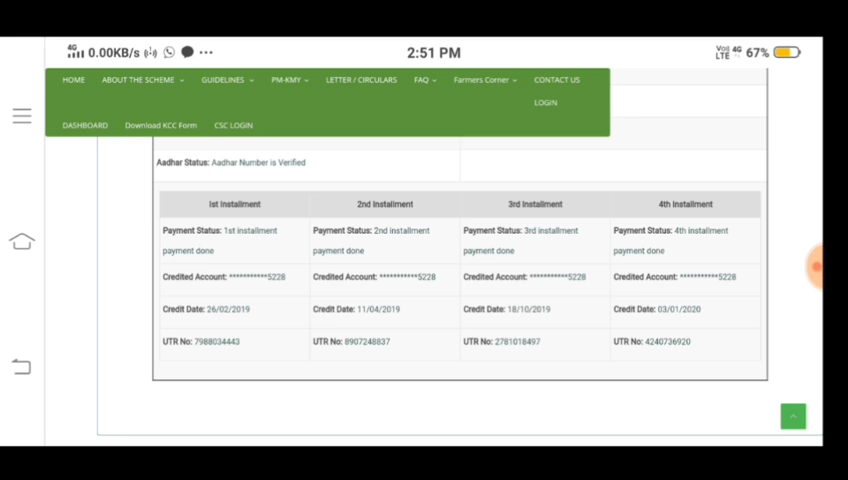 4G 0.00KB/s ••• 2:51 PM VoD LTE 4G 67%
HOME ABOUT THE SCHEME GUIDELINES PM-KMY LETTER / CIRCULARS FAQ Farmers Corner CONTACT US
LOGIN
DASHBOARD Download KCC Form CSC LOGIN
Aadhar Status: Aadhar Number is Verified
1st Installment 2nd Installment 3rd Installment 4th Installment
Payment Status: 1st installment Payment Status: 2nd installment Payment Status: 3rd installment Payment Status: 4th installment
payment done payment done payment done payment done
Credited Account: ***********5228 Credited Account: ***********5228 Credited Account: ***********5228 Credited Account: ***********5228
Credit Date: 26/02/2019 Credit Date: 11/04/2019 Credit Date: 18/10/2019 Credit Date: 03/01/2020
UTR No: 7988034443 UTR No: 8907248837 UTR No: 2781018497 UTR No: 4240736920